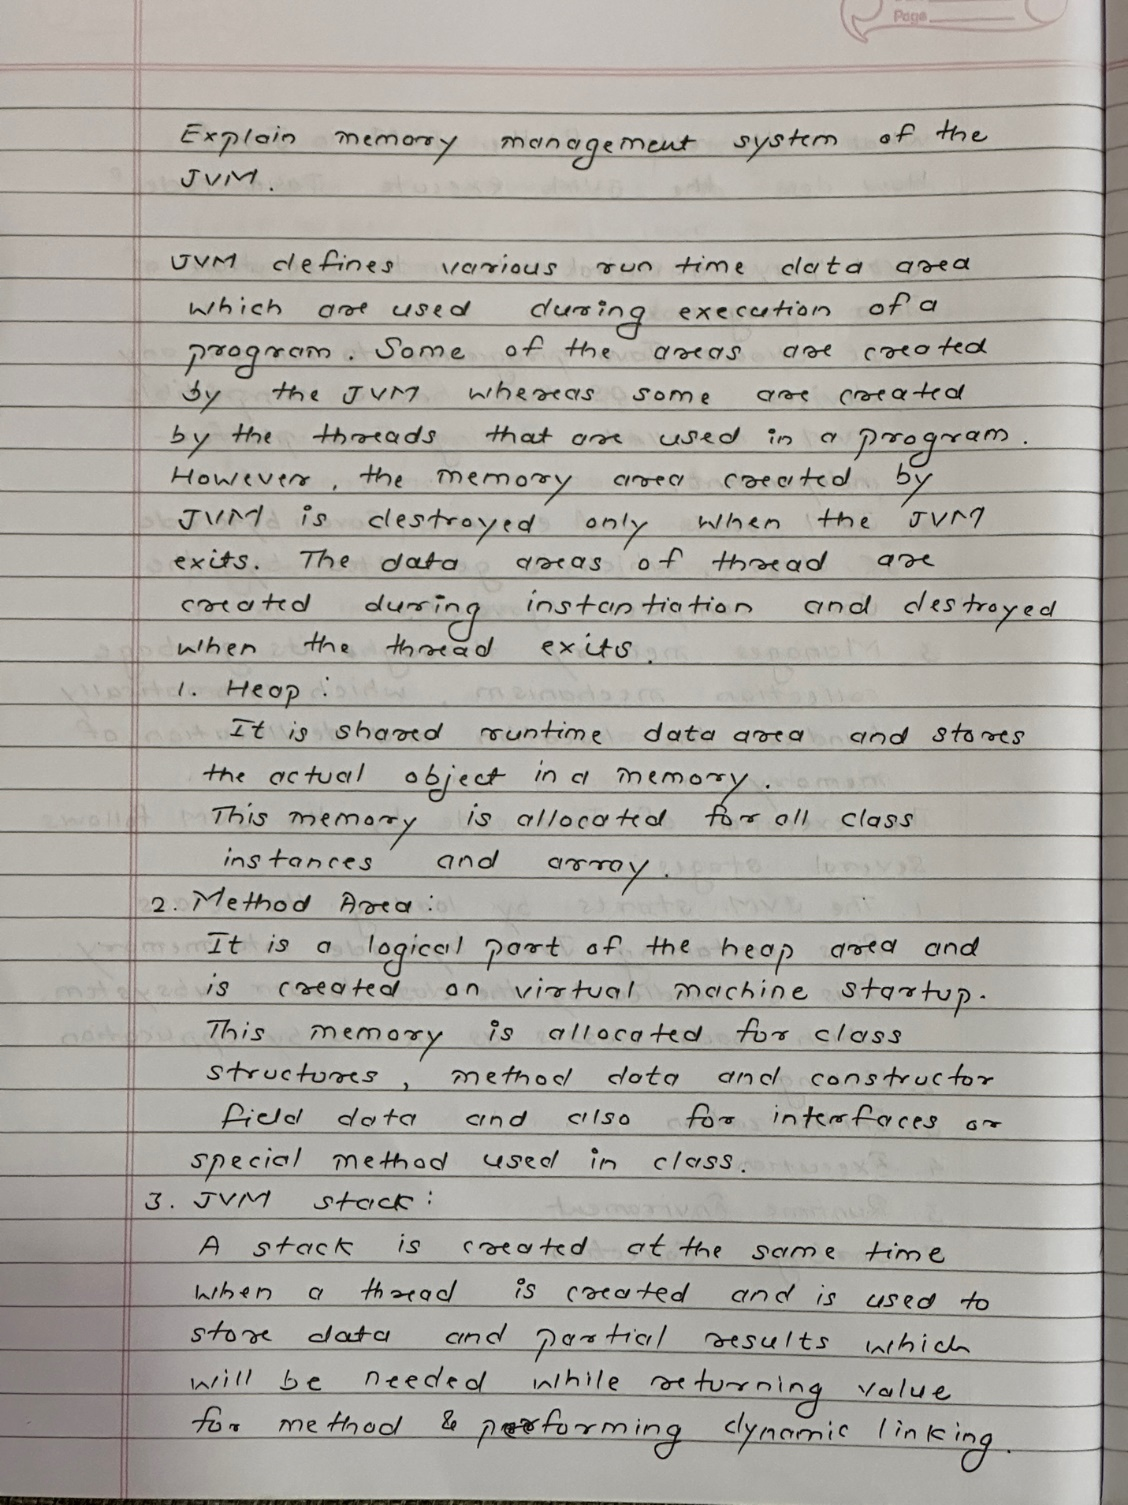 Page
Explain memory management system of the
JVM.
JVM defines various run time data area
which are used during execution of a
program. Some of the areas are created
by the JVM whereas some are created
by the threads that are used in a program.
However, the memory area created by
JVM is destroyed only when the JVM
exits. The data areas of thread are
created during instantiation and destroyed
when the thread exits.
1. Heap:
It is shared runtime data area and stores
the actual object in a memory.
This memory is allocated for all class
instances and array.
2. Method Area:
It is a logical part of the heap area and
is created on virtual machine startup.
This memory is allocated for class
structures, method data and constructor
field data and also for interfaces or
special method used in class.
3. JVM stack:
A stack is created at the same time
when a thread is created and is used to
store data and partial results which
will be needed while returning value
for method & performing dynamic linking.